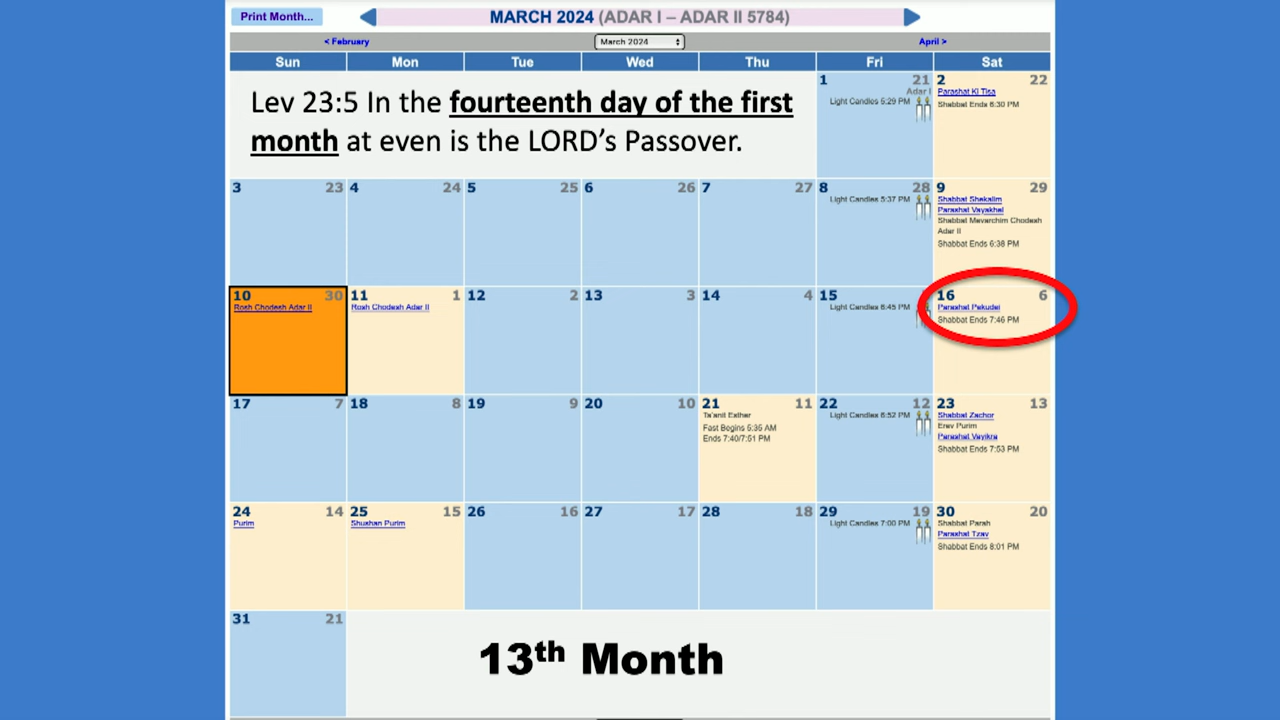 Print Month...
MARCH 2024 (ADAR I – ADAR II 5784)
< February
March 2024
April >
Sun Mon Tue Wed Thu Fri Sat
Lev 23:5 In the fourteenth day of the first
month at even is the LORD’s Passover.
1 21
Adar I
Light Candles 5:29 PM
2 22
Parashat Ki Tisa
Shabbat Ends 6:30 PM
3 23
4 24
5 25
6 26
7 27
8 28
Light Candles 5:37 PM
9 29
Shabbat Shekalim
Parashat Vayakhel
Shabbat Mevarchim Chodesh
Adar II
Shabbat Ends 6:38 PM
10 30
Rosh Chodesh Adar II
11 1
Rosh Chodesh Adar II
12 2
13 3
14 4
15
Light Candles 6:45 PM
16 6
Parashat Pekudei
Shabbat Ends 7:46 PM
17 7
18 8
19 9
20 10
21 11
Ta'anit Esther
Fast Begins 5:35 AM
Ends 7:40/7:51 PM
22 12
Light Candles 6:52 PM
23 13
Shabbat Zachor
Erev Purim
Parashat Vayikra
Shabbat Ends 7:53 PM
24 14
Purim
25 15
Shushan Purim
26 16
27 17
28 18
29 19
Light Candles 7:00 PM
30 20
Shabbat Parah
Parashat Tzav
Shabbat Ends 8:01 PM
31 21
13th Month